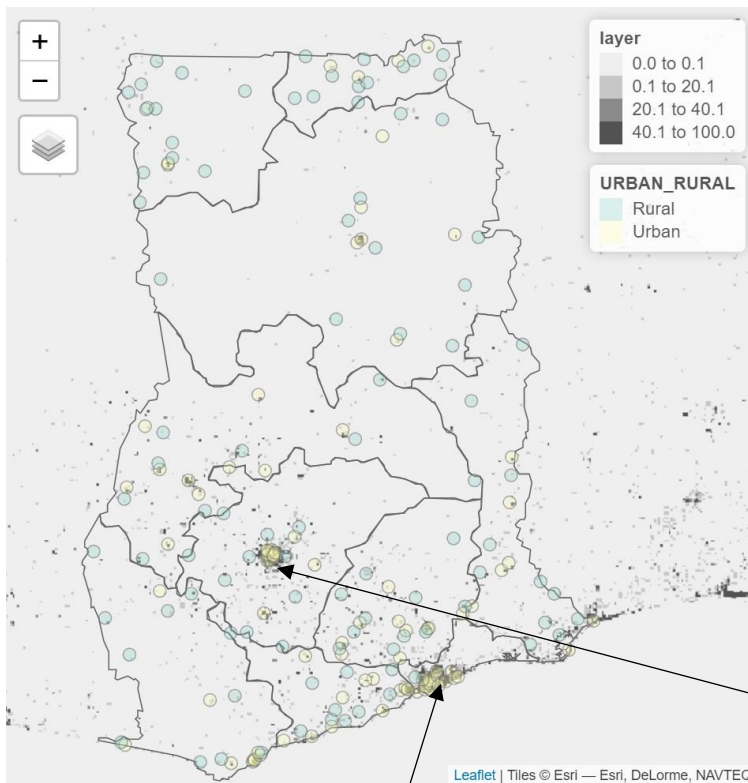 +
−
layer
0.0 to 0.1
0.1 to 20.1
20.1 to 40.1
40.1 to 100.0
URBAN_RURAL
Rural
Urban
Leaflet | Tiles © Esri — Esri, DeLorme, NAVTEC